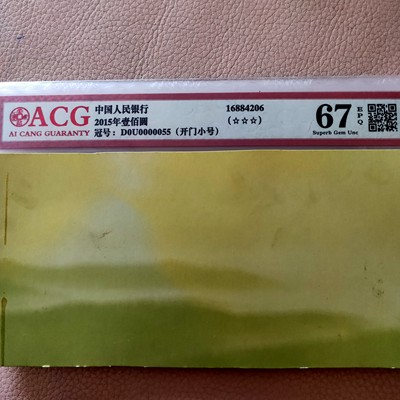 ACG
AI CANG GUARANTY
中国人民银行
2015年壹佰圆
冠号：D0U0000055（开门小号）
16884206
（☆☆☆）
67
EPQ
Superb Gem Unc